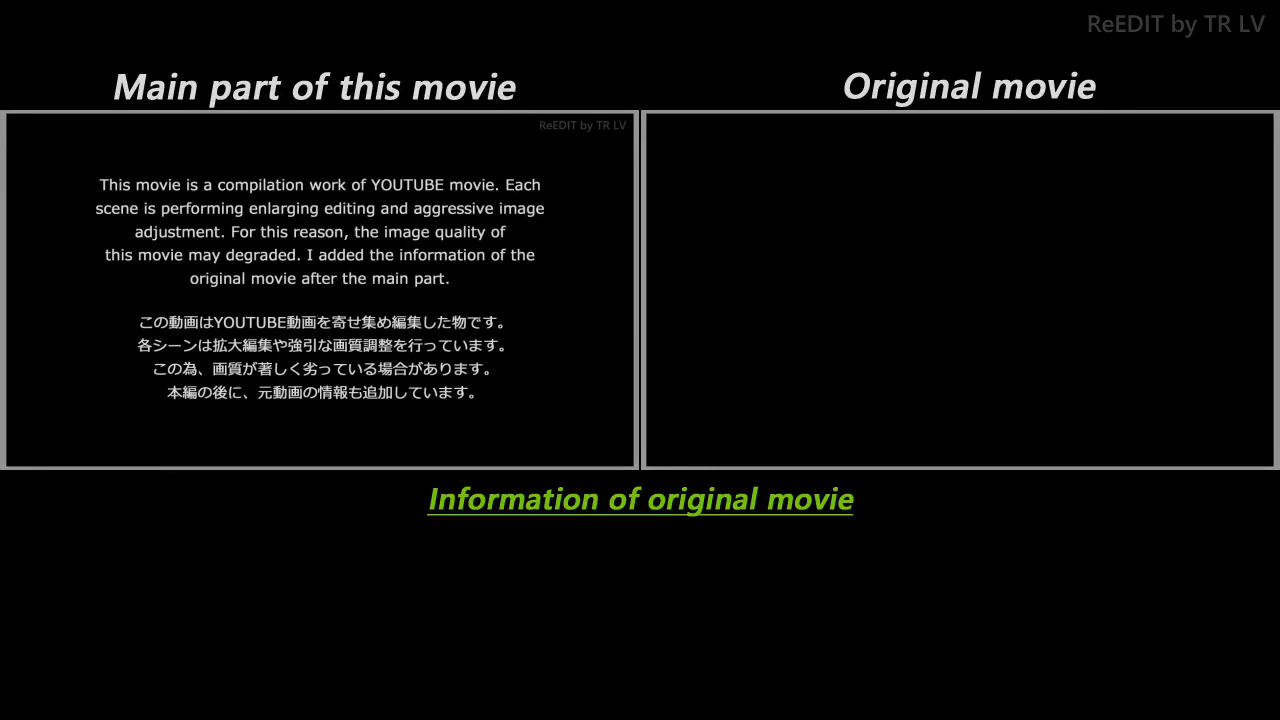 ReEDIT by TR LV
Main part of this movie
Original movie
ReEDIT by TR LV
This movie is a compilation work of YOUTUBE movie. Each
scene is performing enlarging editing and aggressive image
adjustment. For this reason, the image quality of
this movie may degraded. I added the information of the
original movie after the main part.
この動画はYOUTUBE動画を寄せ集め編集した物です。
各シーンは拡大編集や強引な画質調整を行っています。
この為、画質が著しく劣っている場合があります。
本編の後に、元動画の情報も追加しています。
Information of original movie